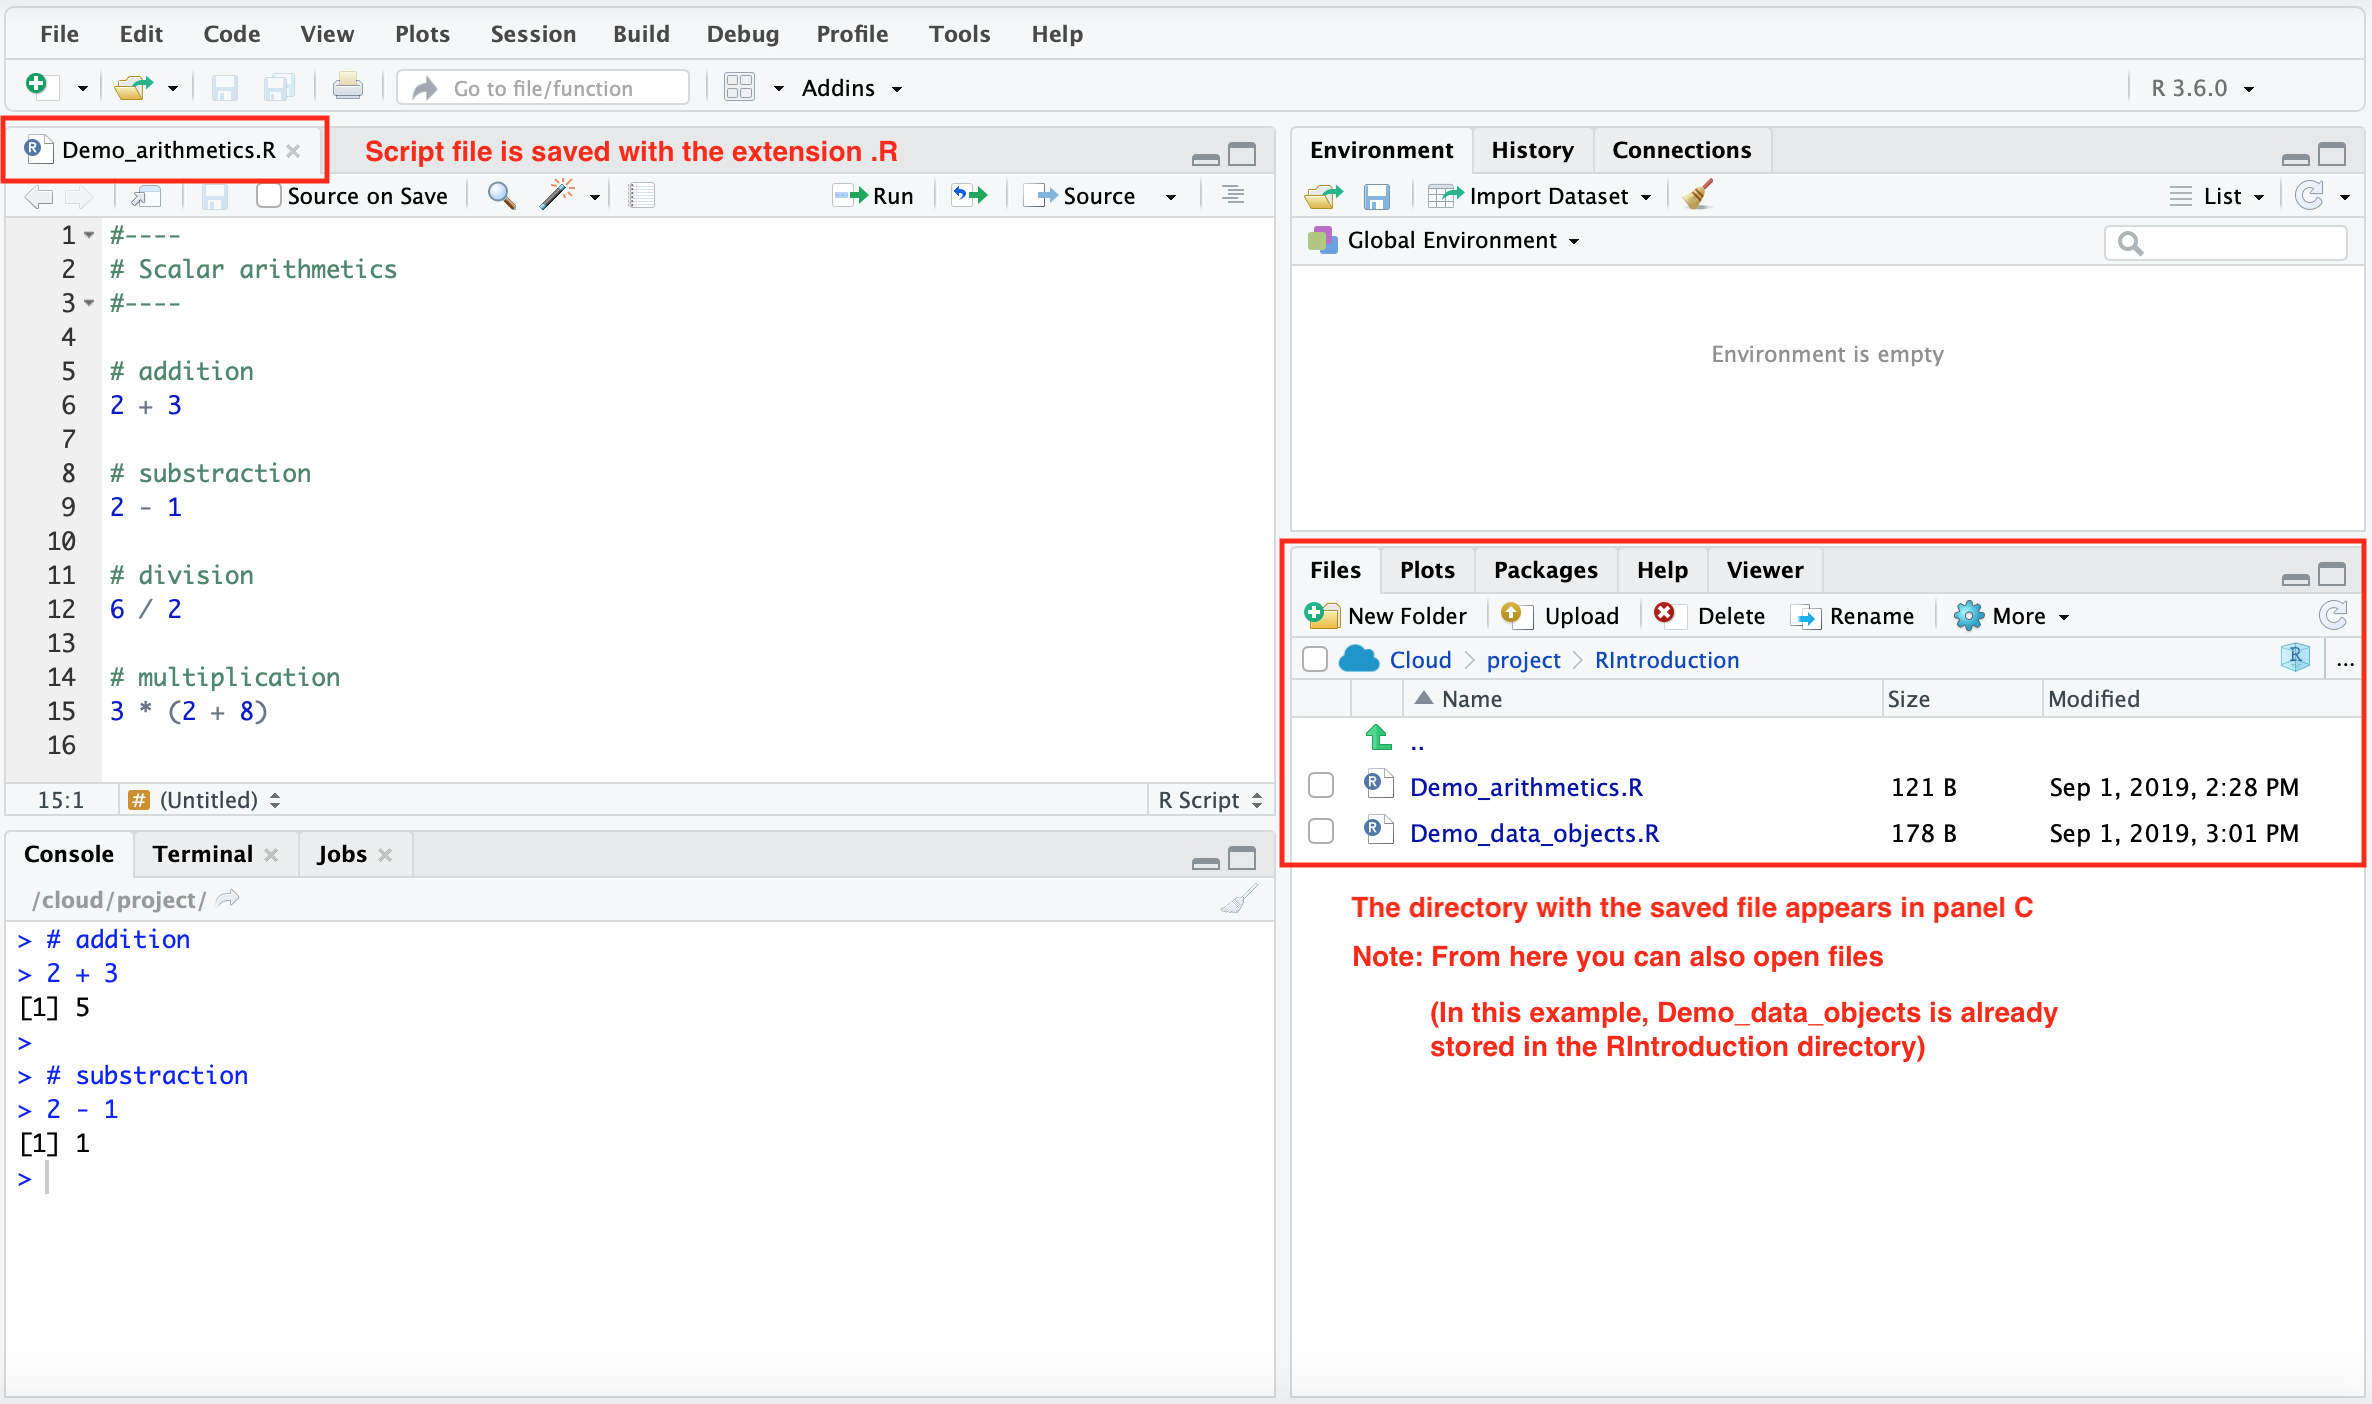 File Edit Code View Plots Session Build Debug Profile Tools Help
Go to file/function Addins R 3.6.0
Demo_arithmetics.R
Script file is saved with the extension .R
Source on Save Run Source
1 #----
2 # Scalar arithmetics
3 #----
4
5 # addition
6 2 + 3
7
8 # substraction
9 2 - 1
10
11 # division
12 6 / 2
13
14 # multiplication
15 3 * (2 + 8)
16
15:1 # (Untitled) R Script
Console Terminal Jobs
/cloud/project/
> # addition
> 2 + 3
[1] 5
>
> # substraction
> 2 - 1
[1] 1
>
Environment History Connections
Import Dataset List
Global Environment
Environment is empty
Files Plots Packages Help Viewer
New Folder Upload Delete Rename More
Cloud project RIntroduction R ...
Name Size Modified
..
R Demo_arithmetics.R 121 B Sep 1, 2019, 2:28 PM
R Demo_data_objects.R 178 B Sep 1, 2019, 3:01 PM
The directory with the saved file appears in panel C
Note: From here you can also open files
(In this example, Demo_data_objects is already
stored in the RIntroduction directory)